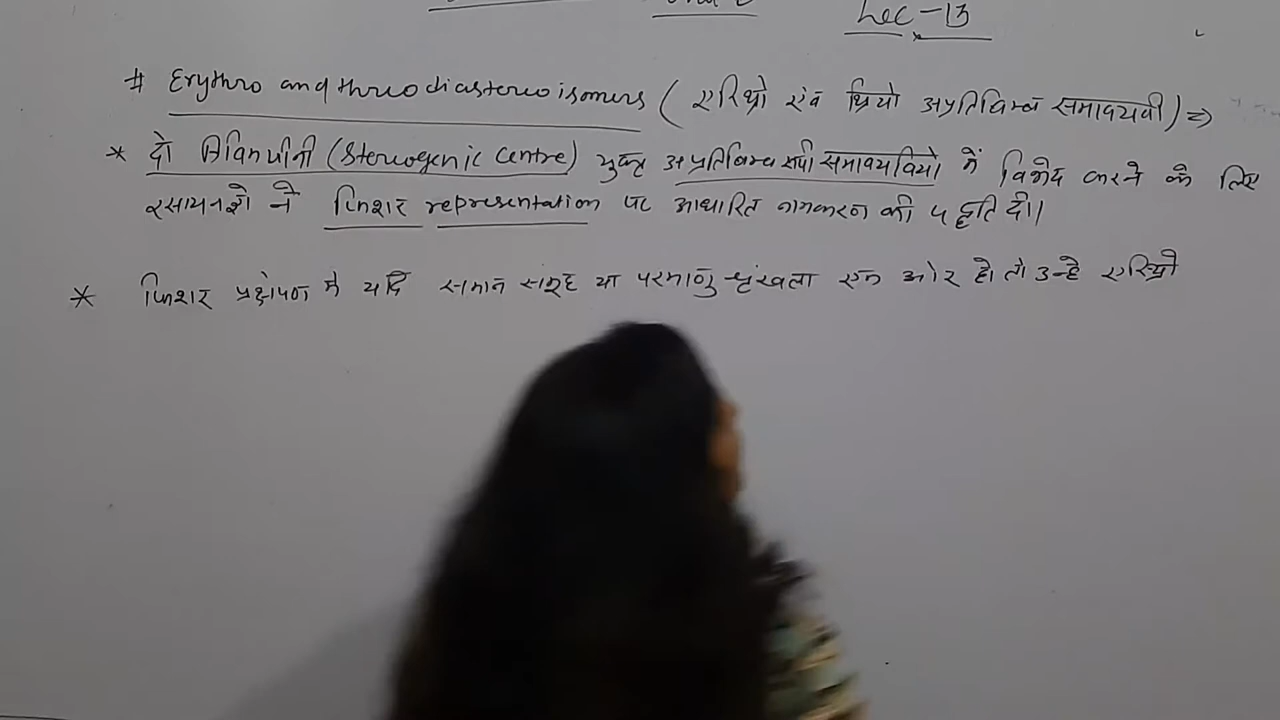 Lec-13
# Erythro and threo diastereoisomers ( एरिथ्रो एंव थ्रियो अप्रतिबिम्ब समावयवी ) ⇒
* दो त्रिविमयोनी (Stereogenic Centre) युक्त अप्रतिबिम्ब रूपी समावयवियो में विभेद करने के लिए
रसायनज्ञो ने फिशर representation पर आधारित नामकरण की पद्धति दी।
* फिशर प्रक्षेपण मे यदि समान समूह या परमाणु श्रृंखला एक ओर हो तो उन्हे एरिथ्रो